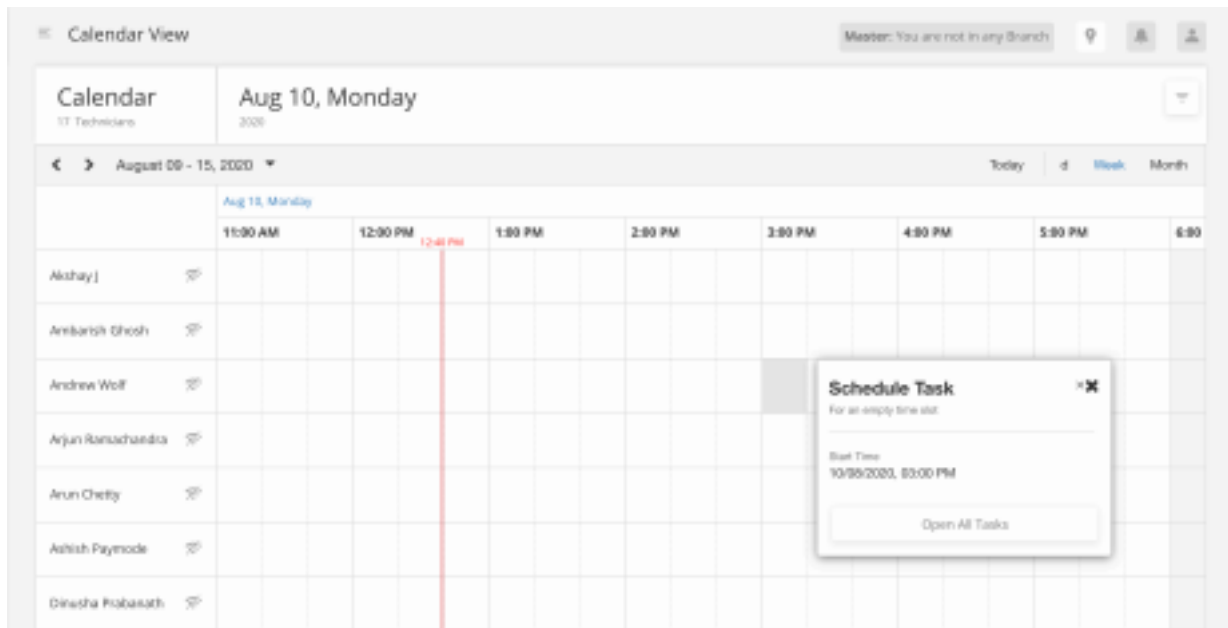 Calendar View
Master: You are not in any Branch
Calendar
17 Technicians
Aug 10, Monday
2020
August 09 - 15, 2020
Today d Week Month
Aug 10, Monday
11:00 AM 12:00 PM 1:00 PM 2:00 PM 3:00 PM 4:00 PM 5:00 PM 6:00
12:40 PM
Akshay J
Ambarish Ghosh
Andrew Wolf
Schedule Task
For an empty time slot
Arjun Ramachandra
Start Time
10/08/2020, 03:00 PM
Arun Chetty
Open All Tasks
Ashish Paymode
Dinusha Prabanath